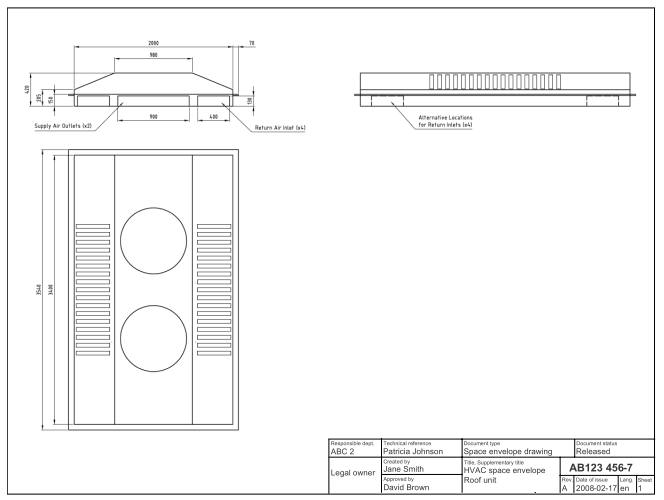 2000
70
980
420
285
150
130
900
400
Supply Air Outlets (x2)
Return Air Inlet (x4)
Alternative Locations
for Return Inlets (x4)
3540
3400
Responsible dept.
ABC 2
Technical reference
Patricia Johnson
Document type
Space envelope drawing
Document status
Released
Legal owner
Created by
Jane Smith
Approved by
David Brown
Title, Supplementary title
HVAC space envelope
Roof unit
AB123 456-7
Rev
A
Date of issue
2008-02-17
Lang.
en
Sheet
1